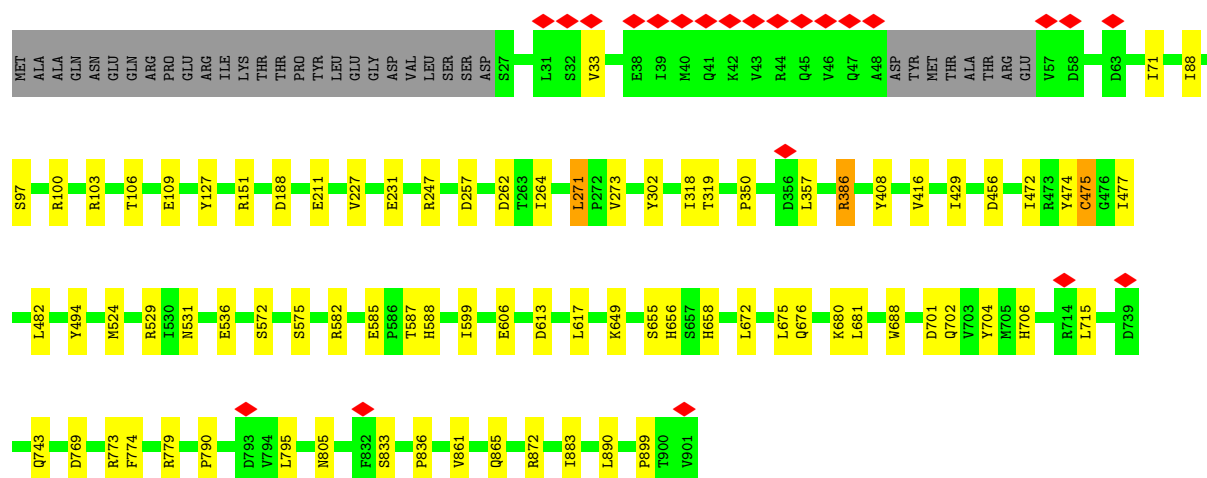 MET ALA ALA GLN ASN GLU GLU GLN ARG PRO GLU ARG ILE LYS THR THR PRO TYR LEU GLU GLY ASP VAL LEU SER SER ASP S27 L31 S32 V33 E38 I39 M40 Q41 K42 V43 R44 Q45 V46 Q47 A48 ASP TYR MET THR ALA THR ARG GLU V57 D58 D63 I71 I88
S97 R100 R103 T106 E109 Y127 R151 D188 E211 V227 E231 R247 D257 D262 T263 I264 L271 P272 V273 Y302 I318 T319 P350 D356 L357 R386 Y408 V416 I429 D456 I472 R473 Y474 C475 G476 I477
L482 Y494 M524 R529 I530 N531 E536 S572 S575 R582 E585 P586 T587 H588 I599 E606 D613 L617 K649 S655 H656 S657 H658 L672 L675 Q676 K680 L681 W688 D701 Q702 V703 Y704 M705 H706 R714 L715 D739
Q743 D769 R773 F774 R779 P790 D793 V794 L795 N805 F832 S833 P836 V861 Q865 R872 I883 L890 P899 T900 V901